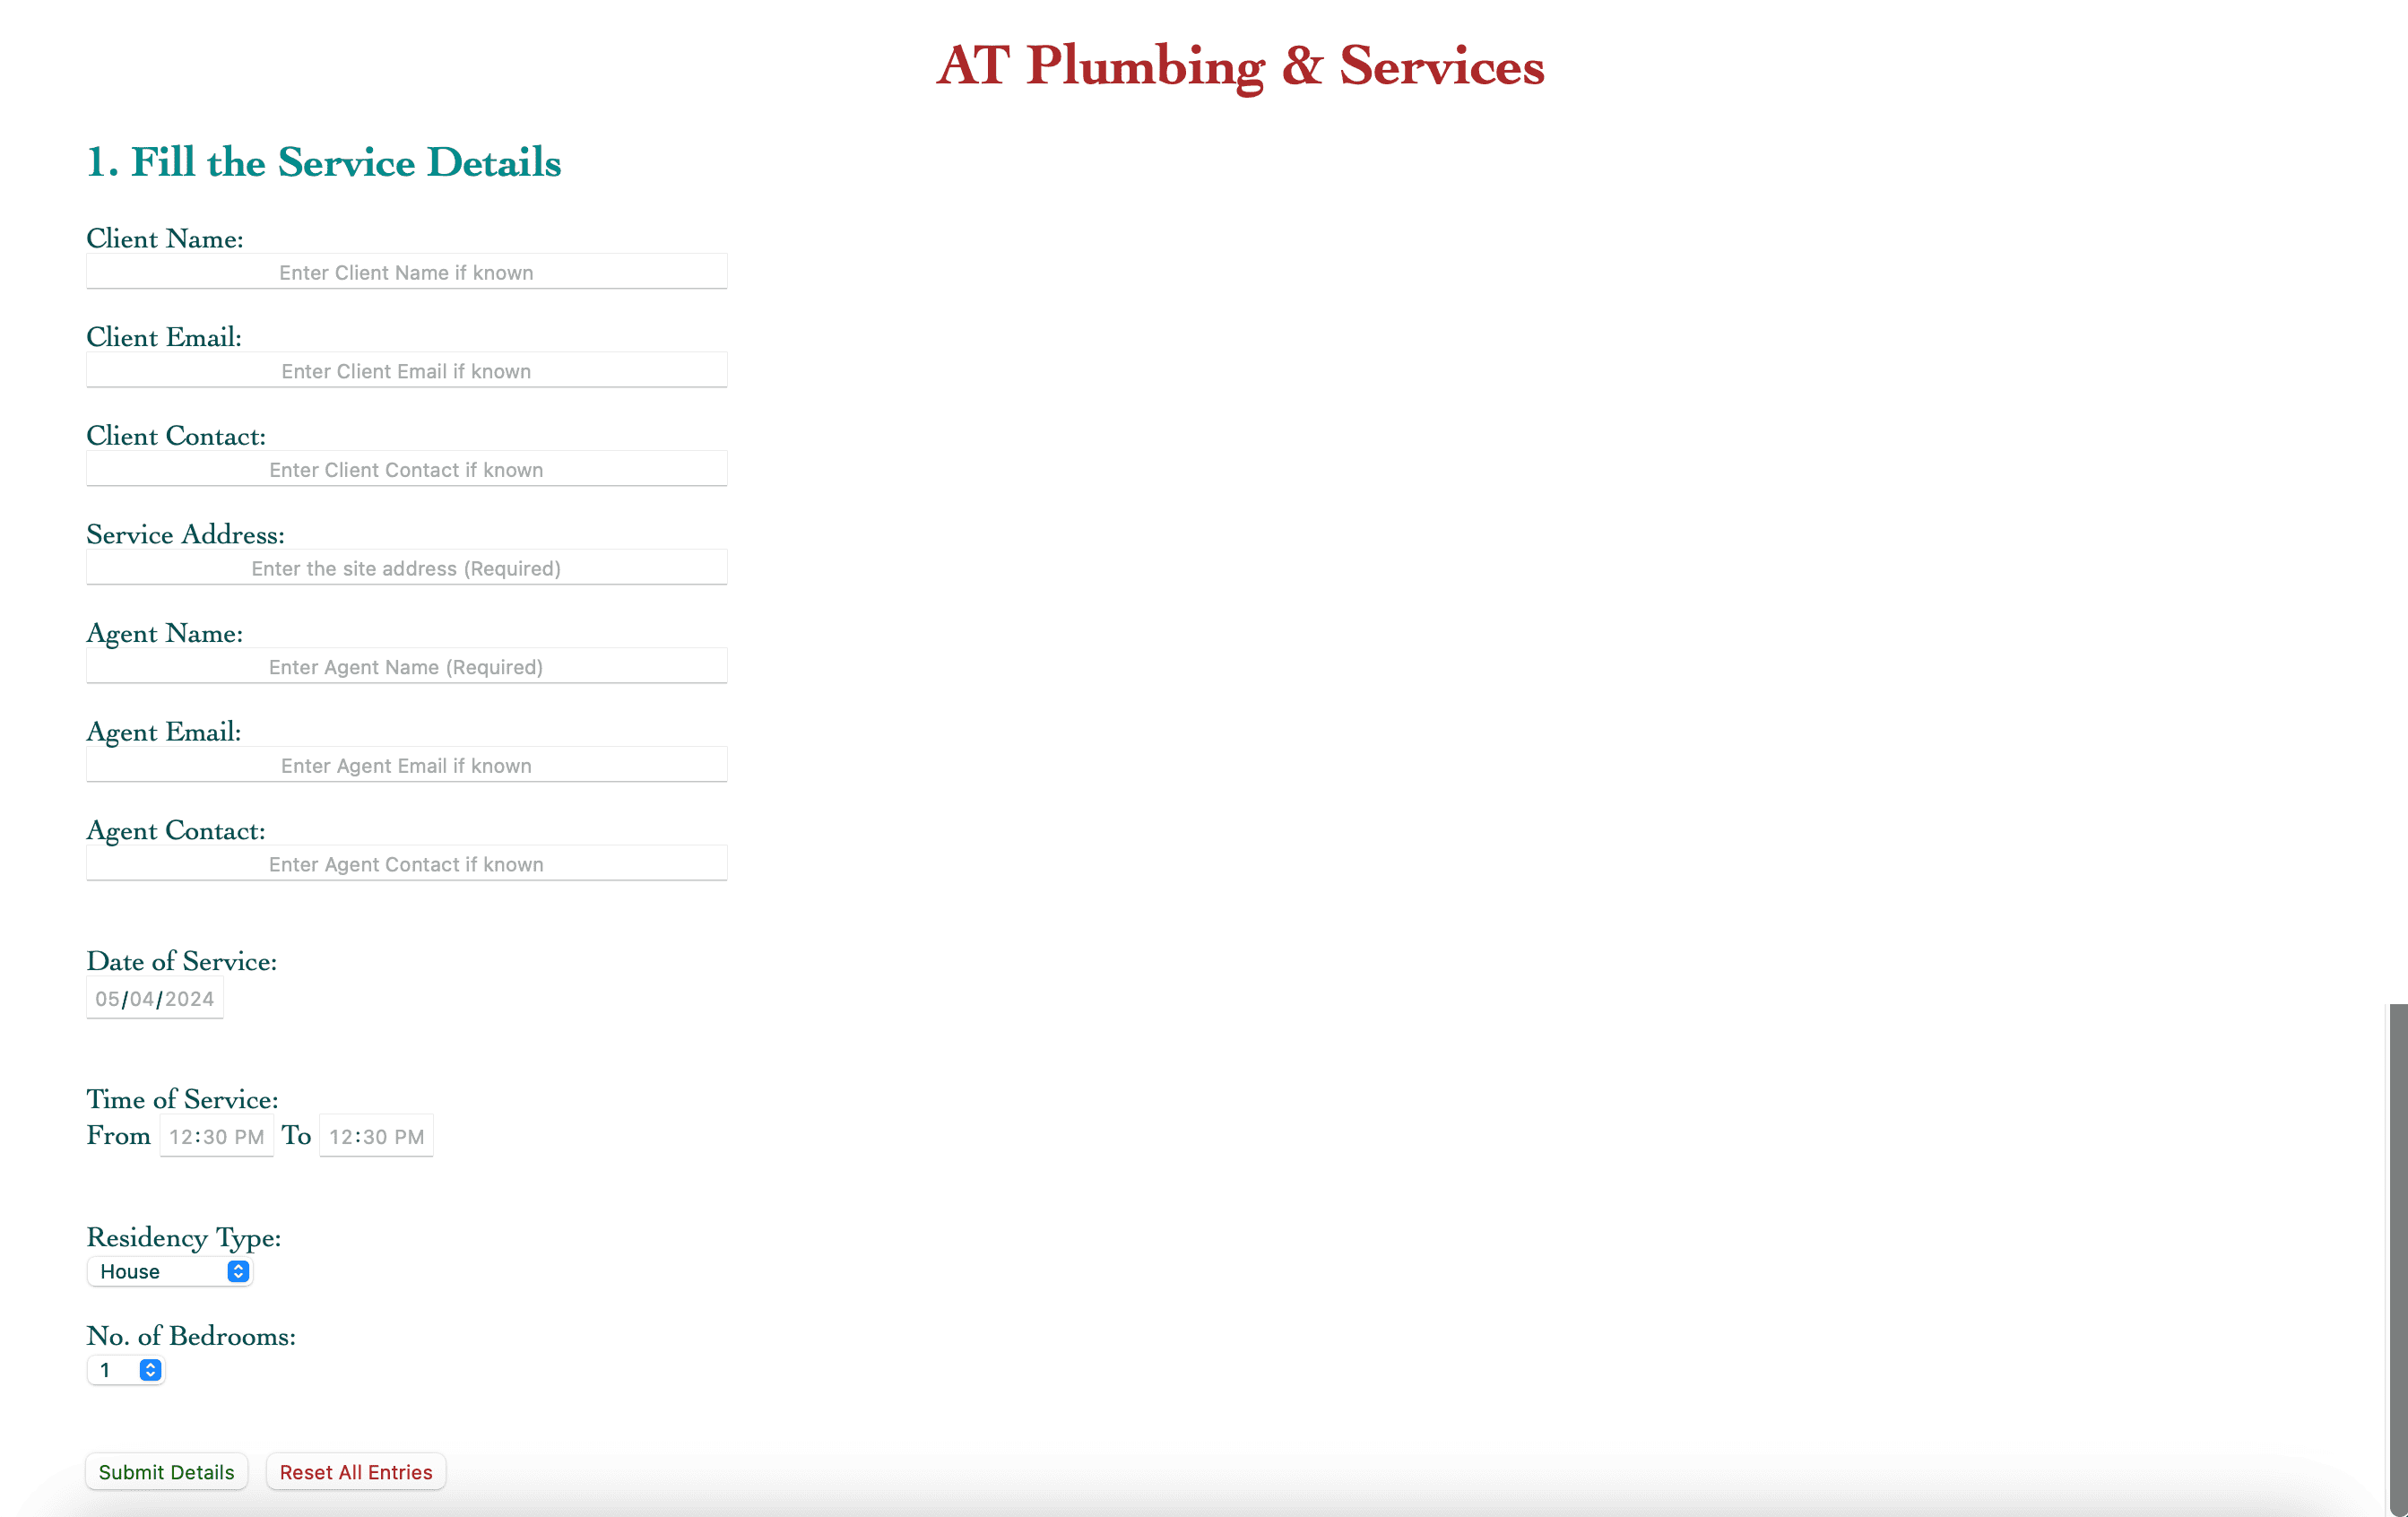 AT Plumbing & Services
1. Fill the Service Details
Client Name:
Enter Client Name if known
Client Email:
Enter Client Email if known
Client Contact:
Enter Client Contact if known
Service Address:
Enter the site address (Required)
Agent Name:
Enter Agent Name (Required)
Agent Email:
Enter Agent Email if known
Agent Contact:
Enter Agent Contact if known
Date of Service:
05/04/2024
Time of Service:
From 12:30 PM To 12:30 PM
Residency Type:
House
No. of Bedrooms:
1
Submit Details Reset All Entries